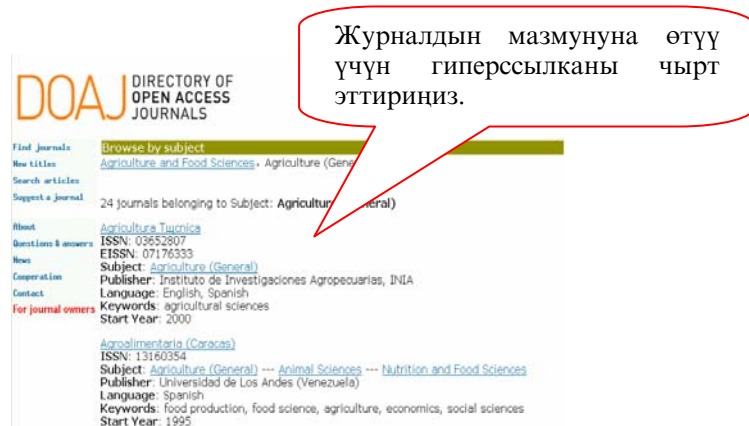 Журналдын мазмунуна өтүү
үчүн гиперссылканы чырт
эттириңиз.
DOAJ DIRECTORY OF
OPEN ACCESS
JOURNALS
Find journals
New titles
Search articles
Suggest a journal
About
Questions & answers
News
Cooperation
Contact
For journal owners
Browse by subject
Agriculture and Food Sciences, Agriculture (Gene
24 journals belonging to Subject: Agricultur neral)
Agricultura Tщcnica
ISSN: 03652807
EISSN: 07176333
Subject: Agriculture (General)
Publisher: Instituto de Investigaciones Agropecuarias, INIA
Language: English, Spanish
Keywords: agricultural sciences
Start Year: 2000
Agroalimentaria (Caracas)
ISSN: 13160354
Subject: Agriculture (General) --- Animal Sciences --- Nutrition and Food Sciences
Publisher: Universidad de Los Andes (Venezuela)
Language: Spanish
Keywords: food production, food science, agriculture, economics, social sciences
Start Year: 1995